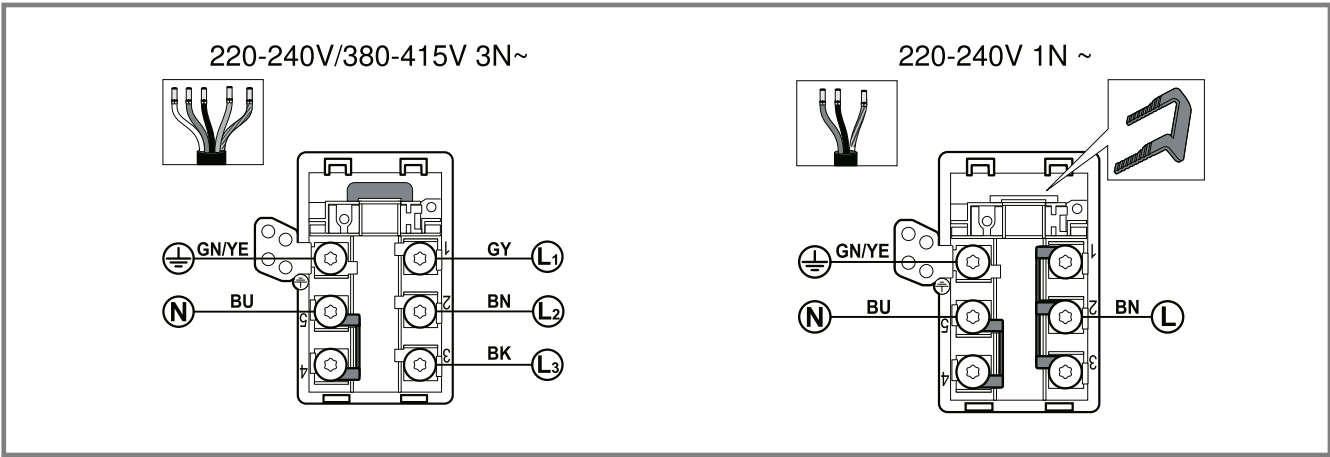 220-240V/380-415V 3N~
GN/YE
1
GY
L1
N
BU
5
2
BN
L2
4
3
BK
L3
220-240V 1N ~
GN/YE
1
N
BU
5
2
BN
L
4
3